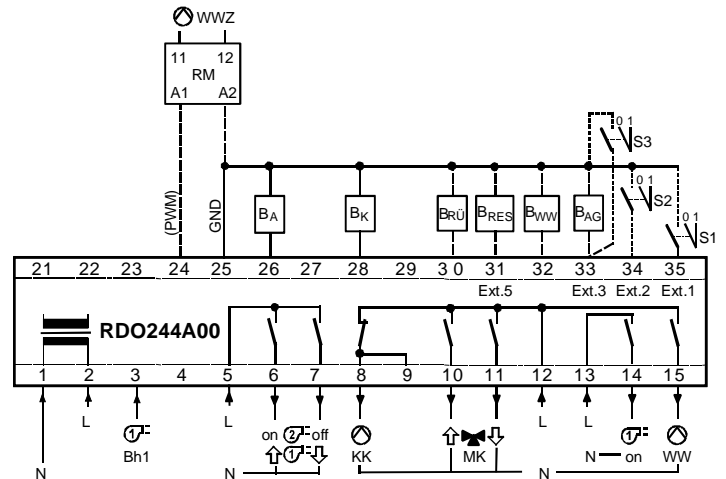 WWZ
11 12
RM
A1 A2
0 1
S3
(PWM)
GND
BA
BK
BRÜ
BRES
BWW
BAG
0 1
S2
0 1
S1
21 22 23 24 25 26 27 28 29 30 31 32 33 34 35
Ext.5 Ext.3 Ext.2 Ext.1
RDO244A00
1 2 3 4 5 6 7 8 9 10 11 12 13 14 15
L L L L
on 2 off 1
1 KK MK N on WW
Bh1
N N N